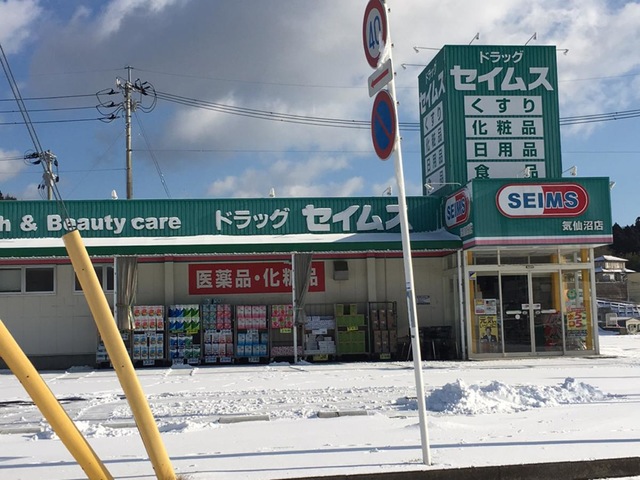 40
ドラッグ
セイムス
くすり
化粧品
日用品
食品
h & Beauty care
ドラッグ セイムス
SEIMS
気仙沼店
医薬品・化粧品